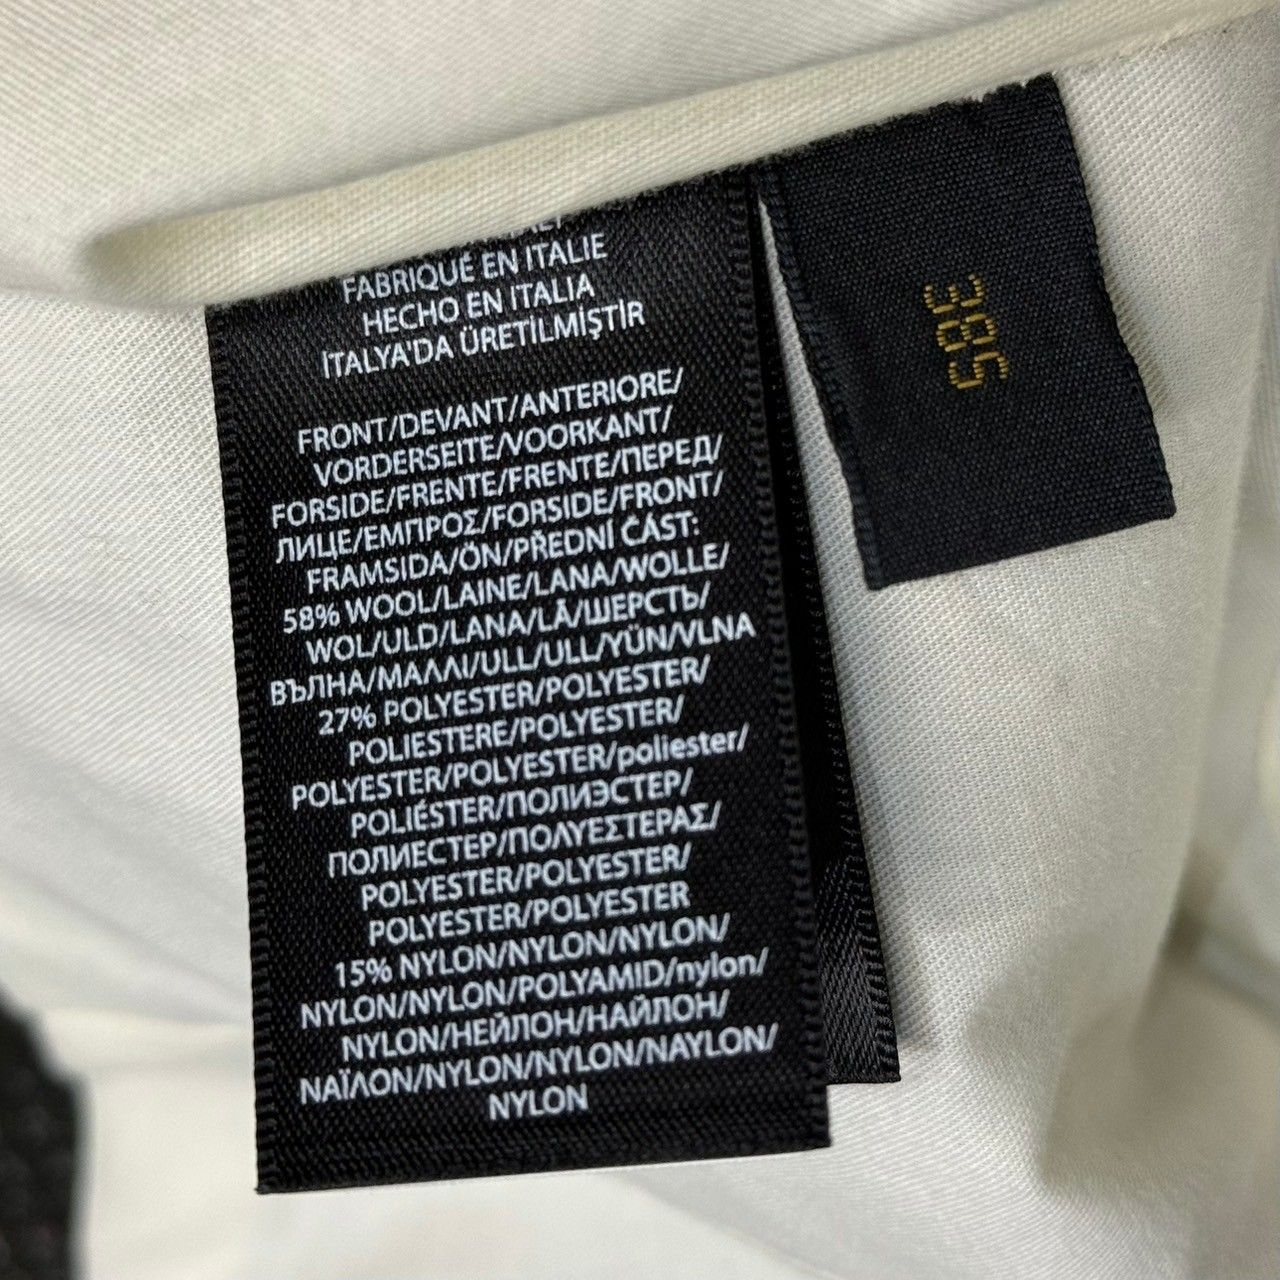 FABRIQUÉ EN ITALIE
HECHO EN ITALIA
İTALYA'DA ÜRETİLMİŞTİR
FRONT/DEVANT/ANTERIORE/
VORDERSEITE/VOORKANT/
FORSIDE/FRENTE/FRENTE/ПЕРЕД/
ЛИЦЕ/ΕΜΠΡΟΣ/FORSIDE/FRONT/
FRAMSIDA/ÖN/PŘEDNÍ ČÁST:
58% WOOL/LAINE/LANA/WOLLE/
WOL/ULD/LANA/LÃ/ШЕРСТЬ/
ВЪЛНА/ΜΑΛΛΙ/ULL/ULL/YÜN/VLNA
27% POLYESTER/POLYESTER/
POLIESTERE/POLYESTER/
POLYESTER/POLYESTER/poliester/
POLIÉSTER/ПОЛИЭСТЕР/
ПОЛИЕСТЕР/ΠΟΛΥΕΣΤΕΡΑΣ/
POLYESTER/POLYESTER/
POLYESTER/POLYESTER
15% NYLON/NYLON/NYLON/
NYLON/NYLON/POLYAMID/nylon/
NYLON/НЕЙЛОН/НАЙЛОН/
ΝΑΪΛΟΝ/NYLON/NYLON/NAYLON/
NYLON
38S